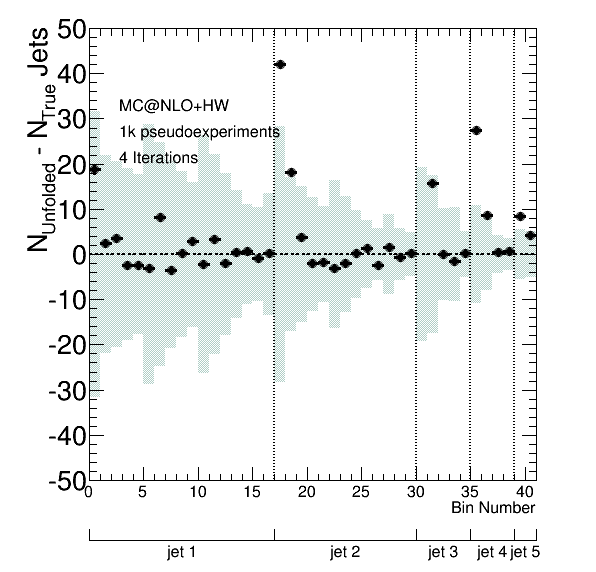 N_Unfolded - N_True Jets
50
40
30
20
10
0
-10
-20
-30
-40
-50
MC@NLO+HW
1k pseudoexperiments
4 Iterations
0 5 10 15 20 25 30 35 40
Bin Number
jet 1 jet 2 jet 3 jet 4 jet 5